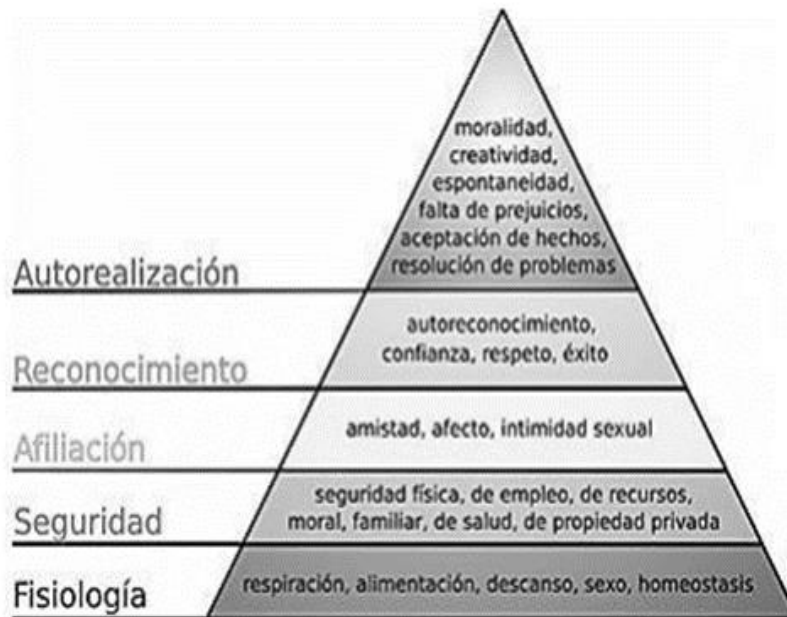 moralidad,
creatividad,
espontaneidad,
falta de prejuicios,
aceptación de hechos,
resolución de problemas
Autorealización
autoreconocimiento,
confianza, respeto, éxito
Reconocimiento
amistad, afecto, intimidad sexual
Afiliación
seguridad física, de empleo, de recursos,
moral, familiar, de salud, de propiedad privada
Seguridad
respiración, alimentación, descanso, sexo, homeostasis
Fisiología